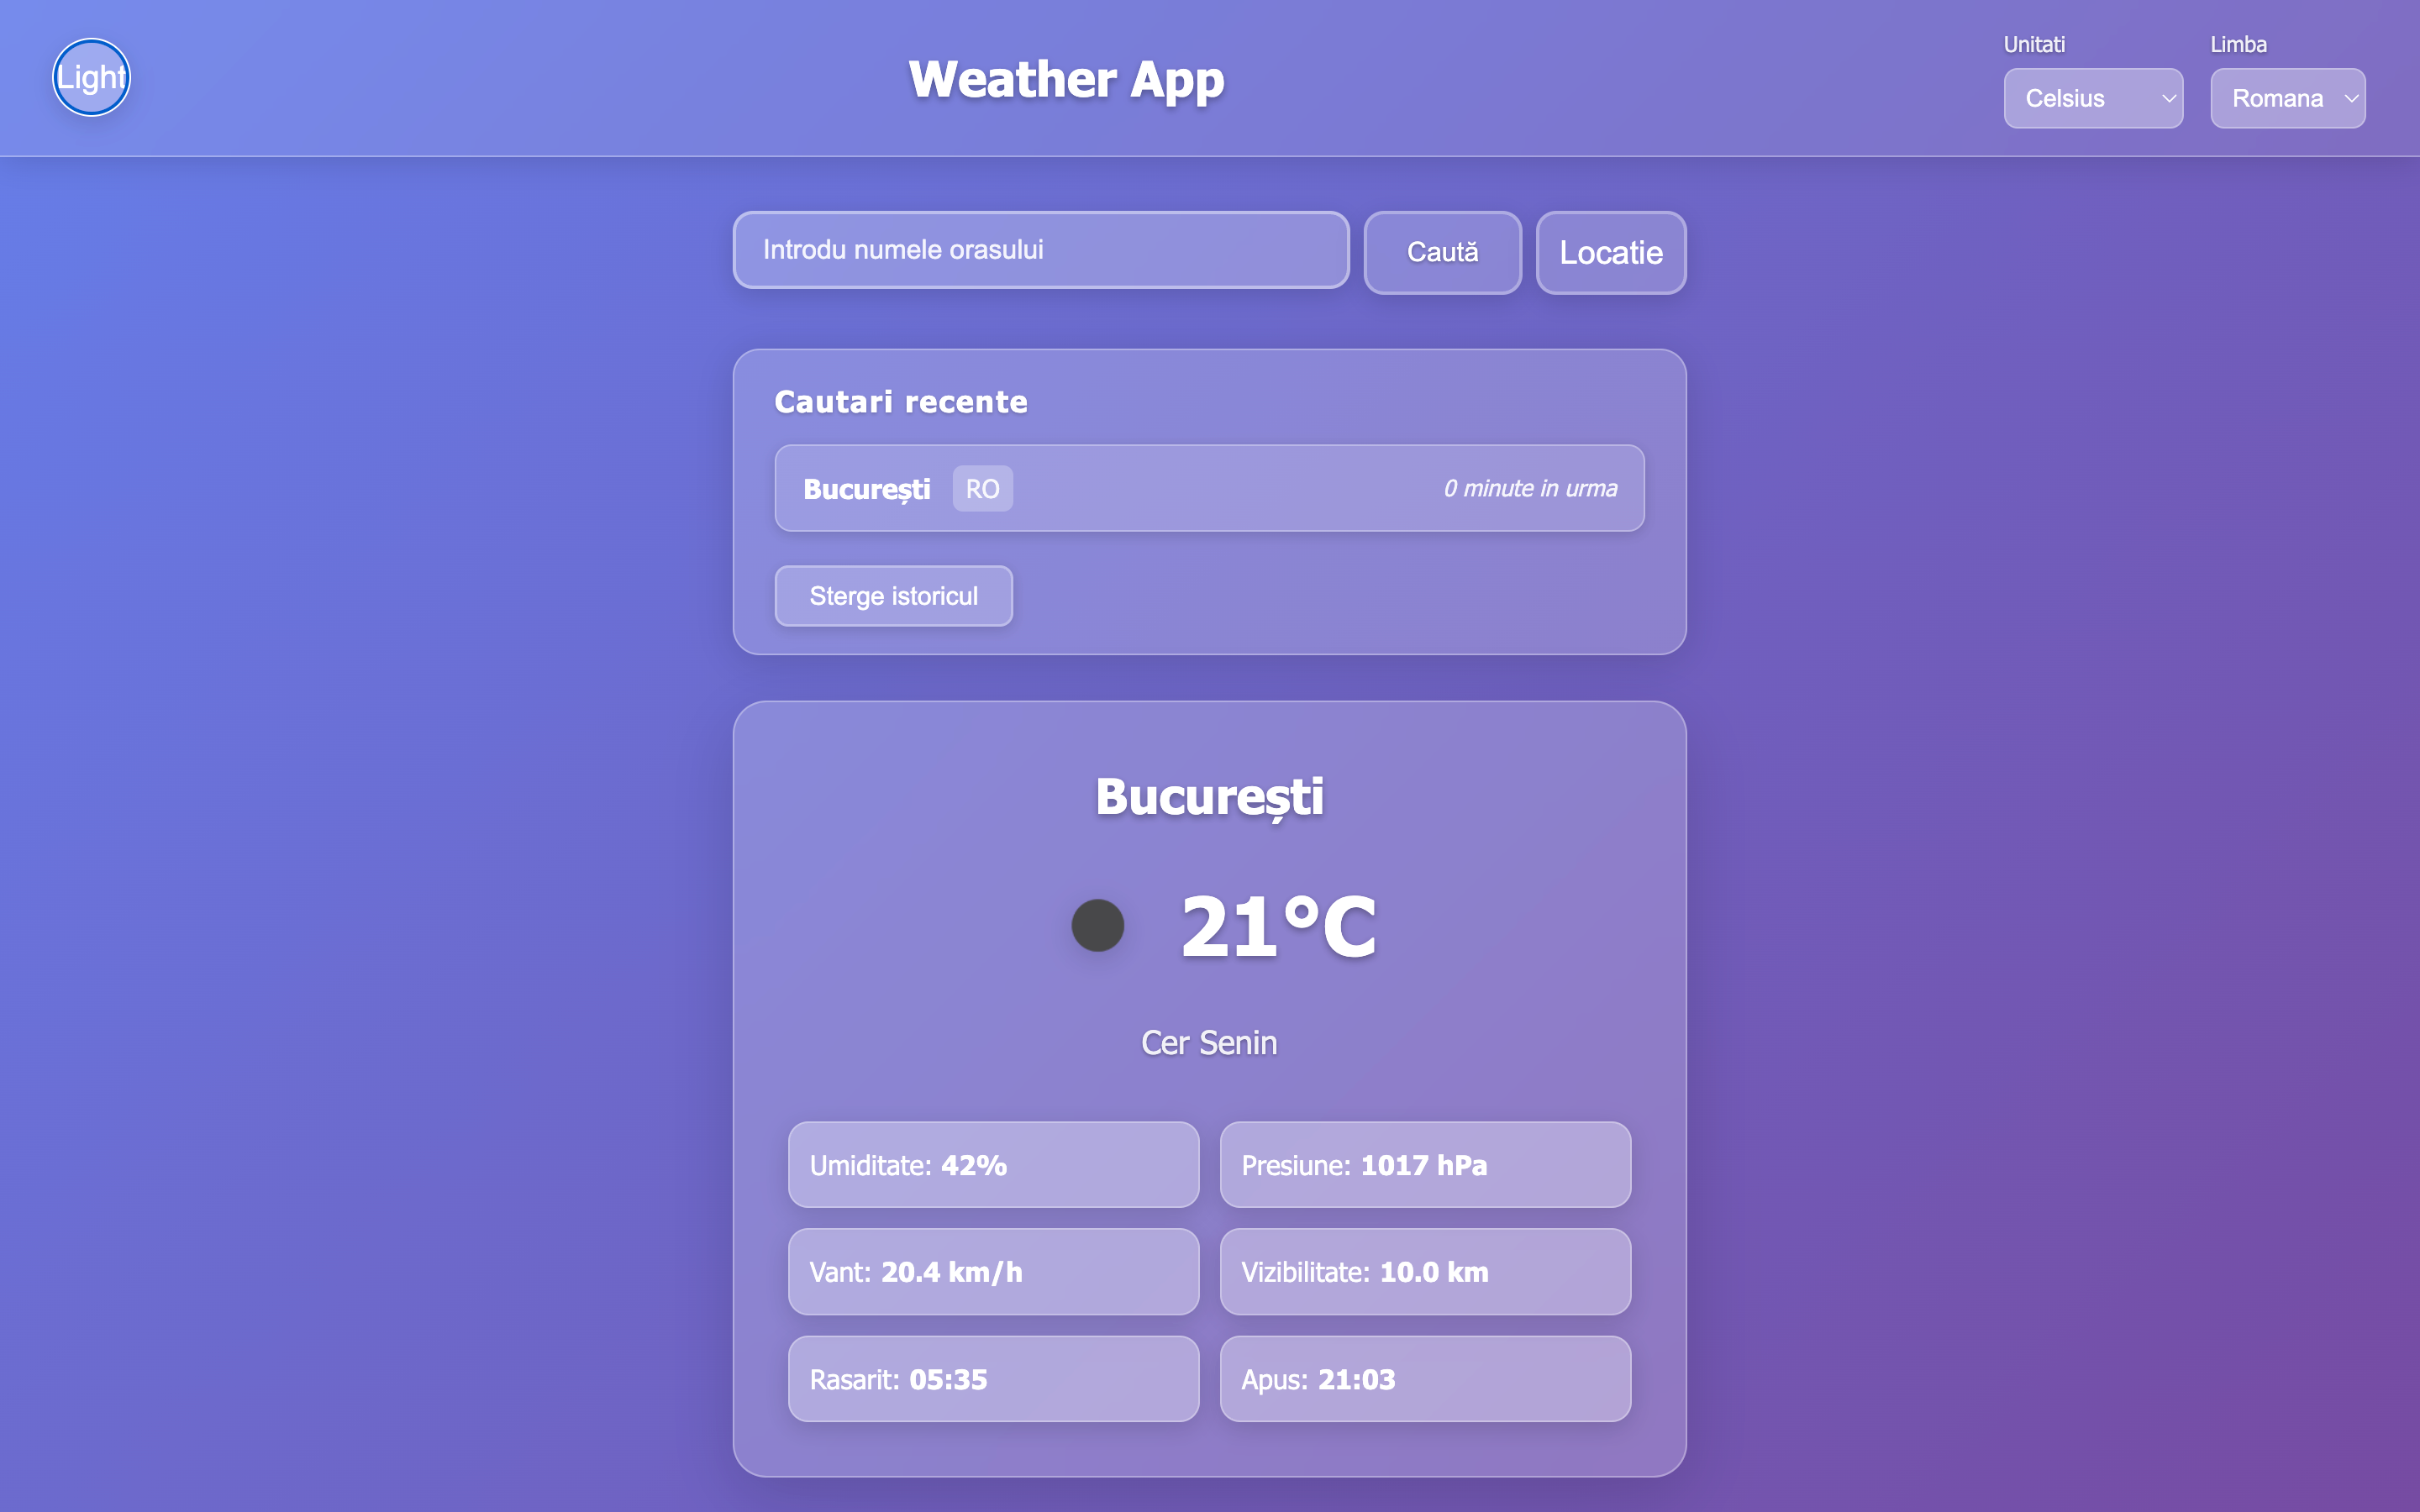 Light
Weather App
Unitati
Limba
Celsius
Romana
Introdu numele orasului
Caută
Locatie
Cautari recente
București RO
0 minute in urma
Sterge istoricul
București
21°C
Cer Senin
Umiditate: 42%
Presiune: 1017 hPa
Vant: 20.4 km/h
Vizibilitate: 10.0 km
Rasarit: 05:35
Apus: 21:03